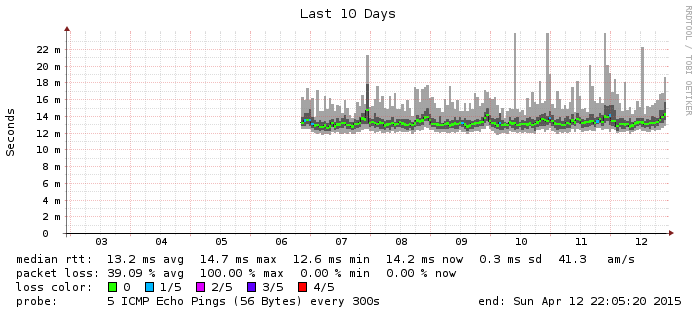 Last 10 Days
RRDTOOL / TOBI OETIKER
Seconds
22 m
20 m
18 m
16 m
14 m
12 m
10 m
8 m
6 m
4 m
2 m
0
03 04 05 06 07 08 09 10 11 12
median rtt: 13.2 ms avg 14.7 ms max 12.6 ms min 14.2 ms now 0.3 ms sd 41.3 am/s
packet loss: 39.09 % avg 100.00 % max 0.00 % min 0.00 % now
loss color: 0 1/5 2/5 3/5 4/5
probe: 5 ICMP Echo Pings (56 Bytes) every 300s end: Sun Apr 12 22:05:20 2015